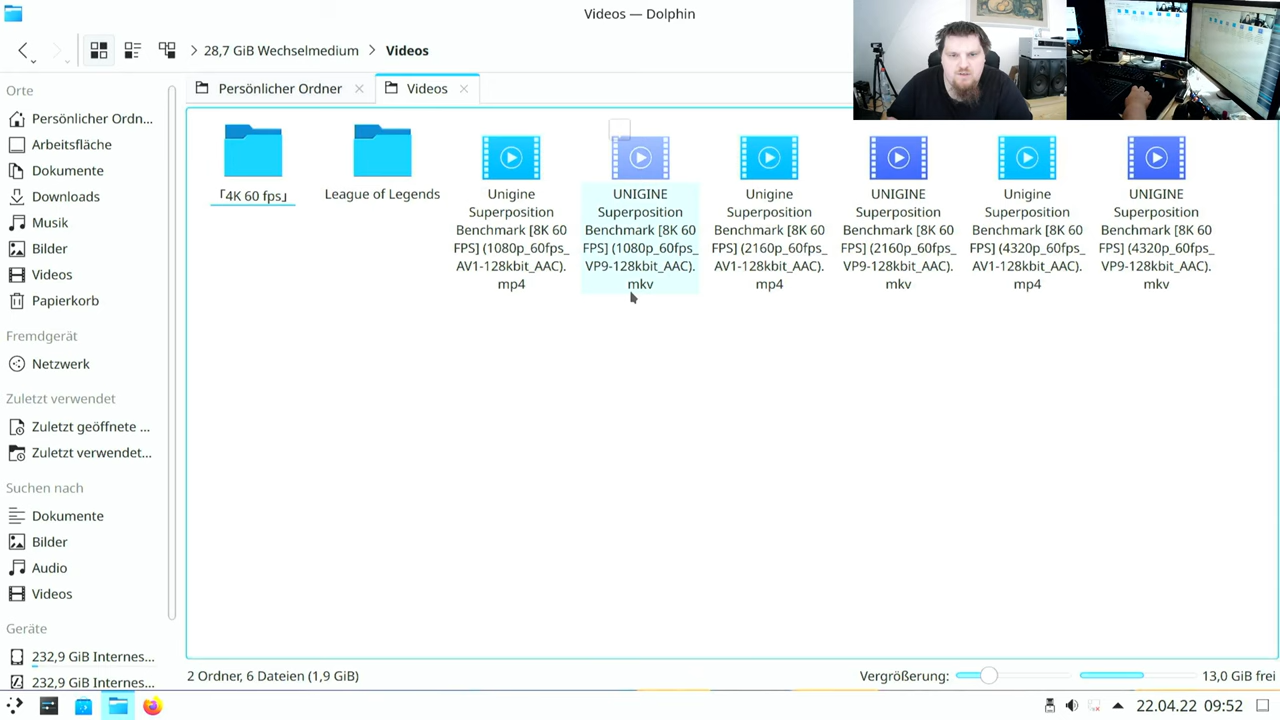 Videos — Dolphin
28,7 GiB Wechselmedium
Videos
Persönlicher Ordner
Videos
Orte
Persönlicher Ordn...
Arbeitsfläche
Dokumente
Downloads
Musik
Bilder
Videos
Papierkorb
Fremdgerät
Netzwerk
Zuletzt verwendet
Zuletzt geöffnete ...
Zuletzt verwendet...
Suchen nach
Dokumente
Bilder
Audio
Videos
Geräte
232,9 GiB Internes...
232,9 GiB Internes...
「4K 60 fps」
League of Legends
Unigine
Superposition
Benchmark [8K 60
FPS] (1080p_60fps_
AV1-128kbit_AAC).
mp4
UNIGINE
Superposition
Benchmark [8K 60
FPS] (1080p_60fps_
VP9-128kbit_AAC).
mkv
Unigine
Superposition
Benchmark [8K 60
FPS] (2160p_60fps_
AV1-128kbit_AAC).
mp4
UNIGINE
Superposition
Benchmark [8K 60
FPS] (2160p_60fps_
VP9-128kbit_AAC).
mkv
Unigine
Superposition
Benchmark [8K 60
FPS] (4320p_60fps_
AV1-128kbit_AAC).
mp4
UNIGINE
Superposition
Benchmark [8K 60
FPS] (4320p_60fps_
VP9-128kbit_AAC).
mkv
2 Ordner, 6 Dateien (1,9 GiB)
Vergrößerung:
13,0 GiB frei
22.04.22 09:52